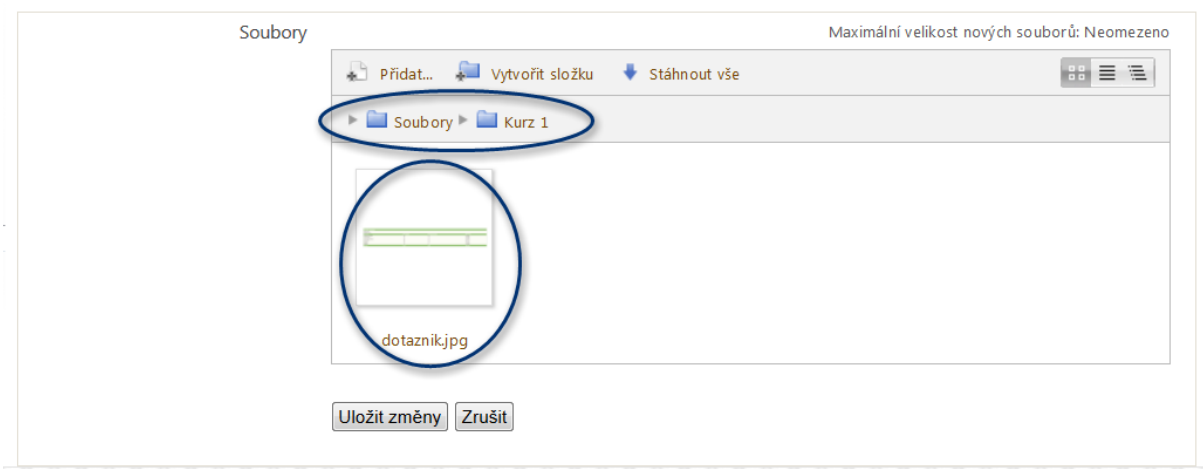 Soubory
Maximální velikost nových souborů: Neomezeno
Přidat... Vytvořit složku Stáhnout vše
Soubory Kurz 1
dotaznik.jpg
Uložit změny Zrušit